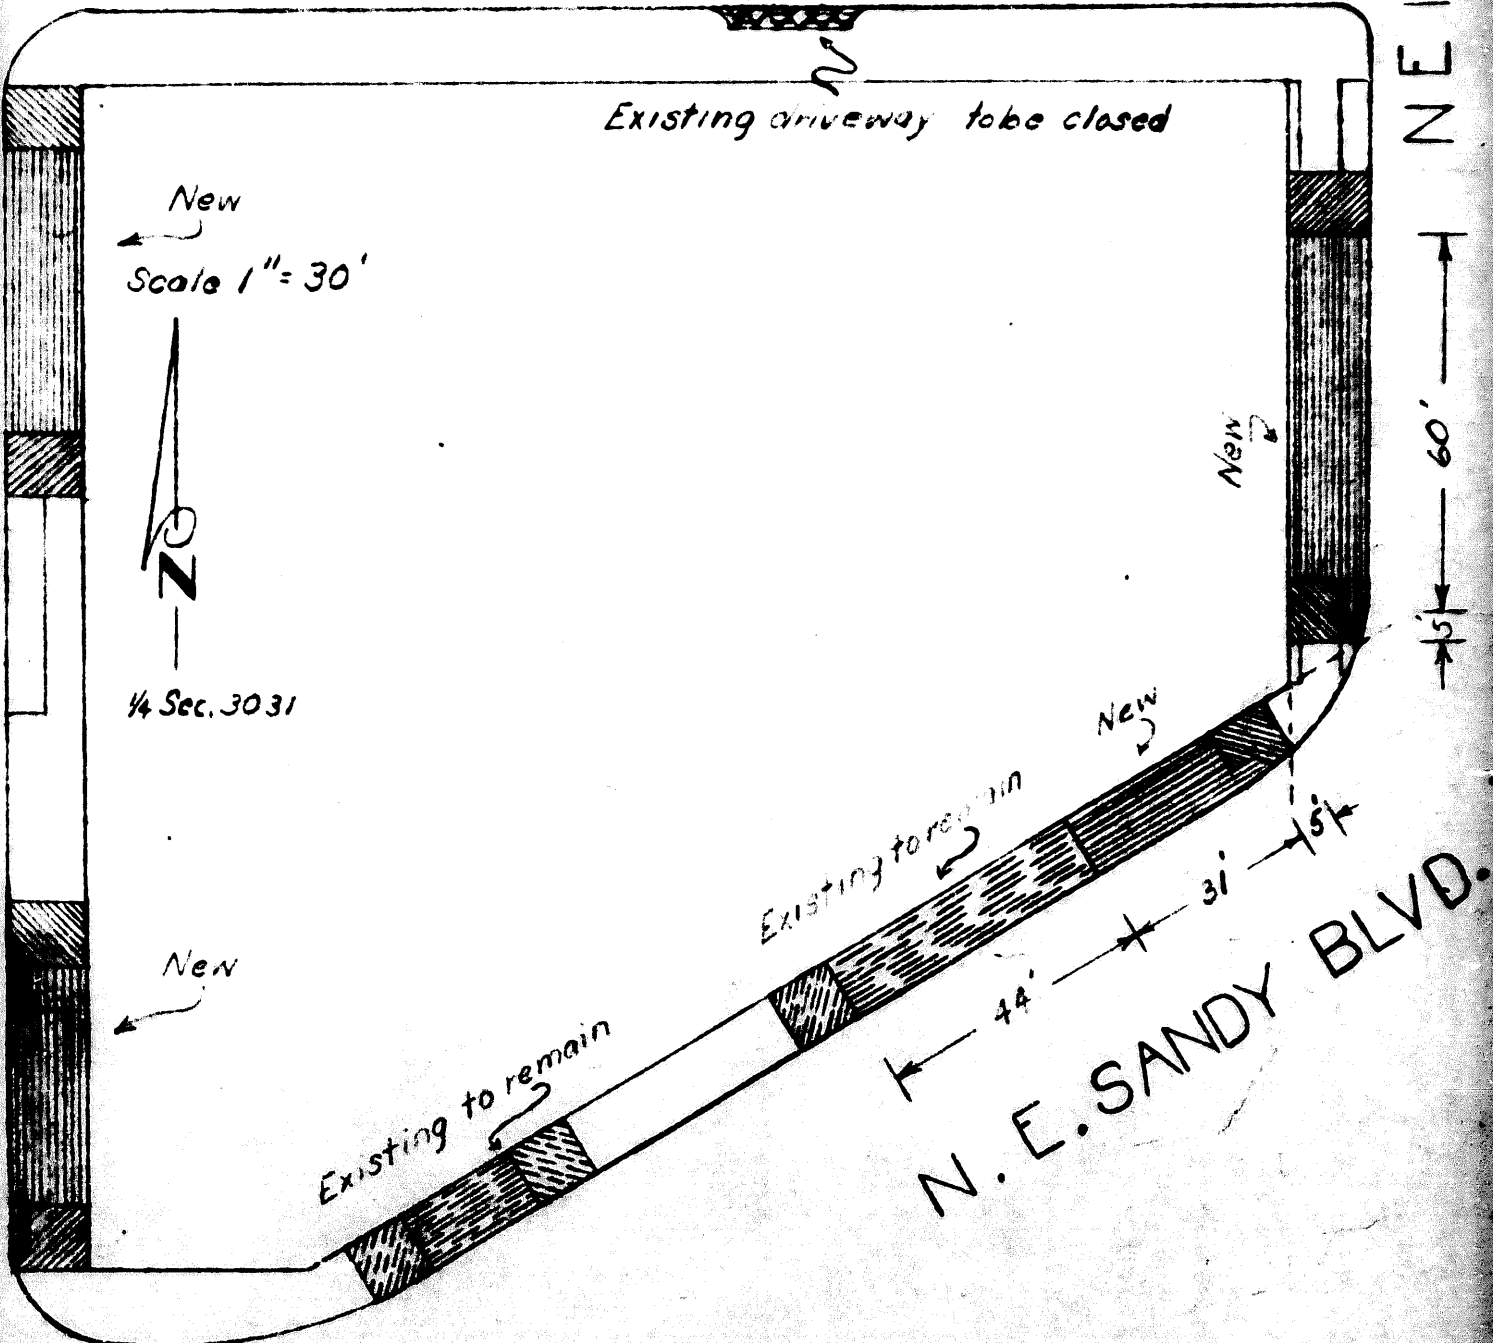 N E
Existing driveway to be closed
New
Scale 1" = 30'
60'
New
N
5'
1/4 Sec. 3031
New
Existing to remain
5'
31'
New
44'
Existing to remain
N. E. SANDY BLVD.